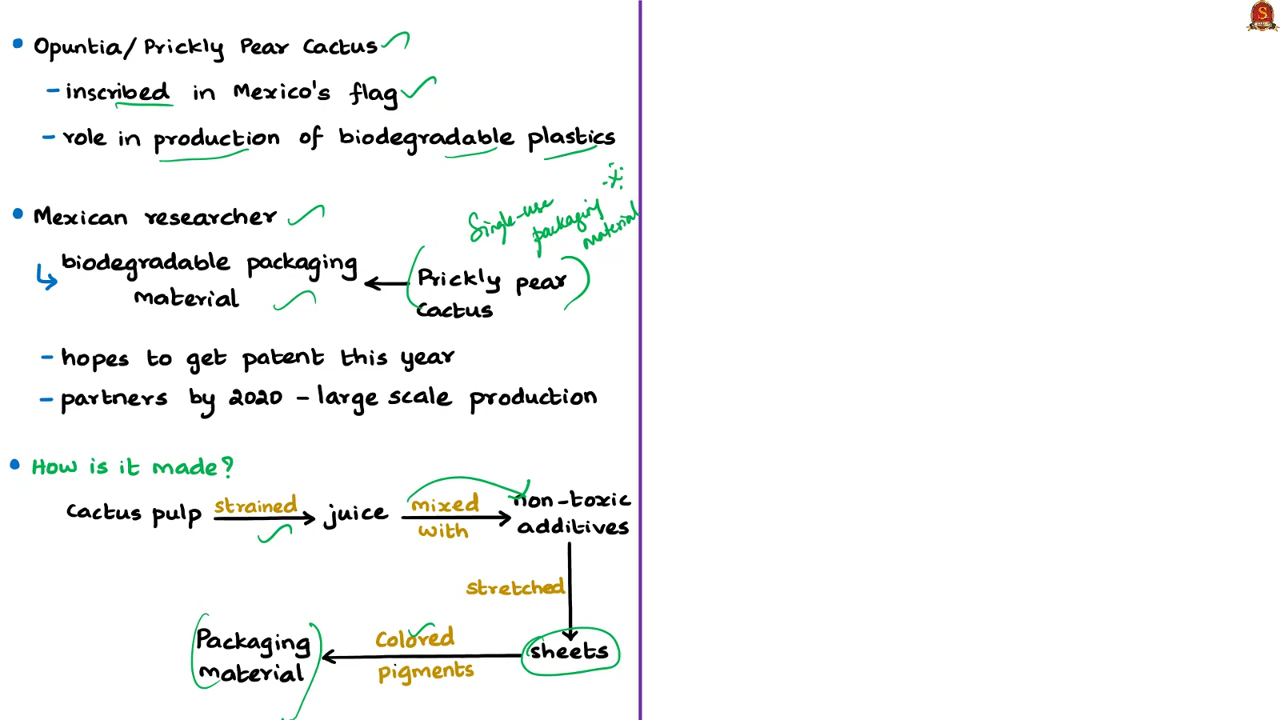 Opuntia/Prickly Pear Cactus
- inscribed in Mexico's flag
- role in production of biodegradable plastics
Mexican researcher
biodegradable packaging
material
Single-use
packaging
material
Prickly pear
cactus
- hopes to get patent this year
- partners by 2020 - large scale production
How is it made?
Cactus pulp strained juice mixed with non-toxic
additives
stretched
sheets
Colored
pigments
Packaging
material
S